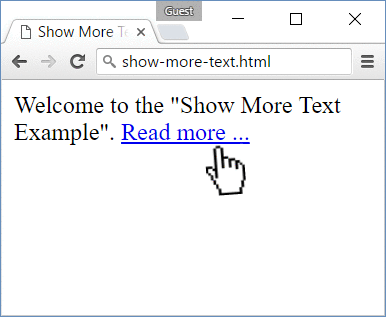 Guest
Show More Te
show-more-text.html
Welcome to the "Show More Text
Example". Read more ...